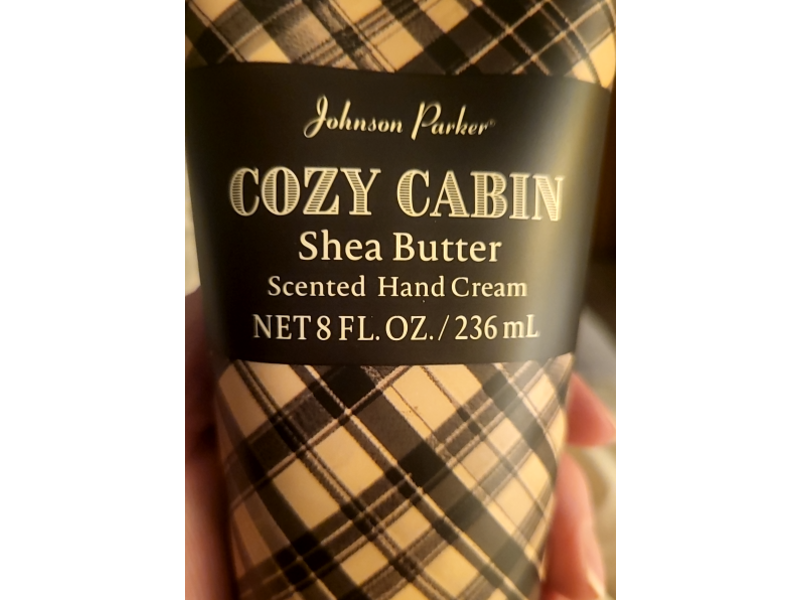 Johnson Parker®
COZY CABIN
Shea Butter
Scented Hand Cream
NET 8 FL. OZ. / 236 mL